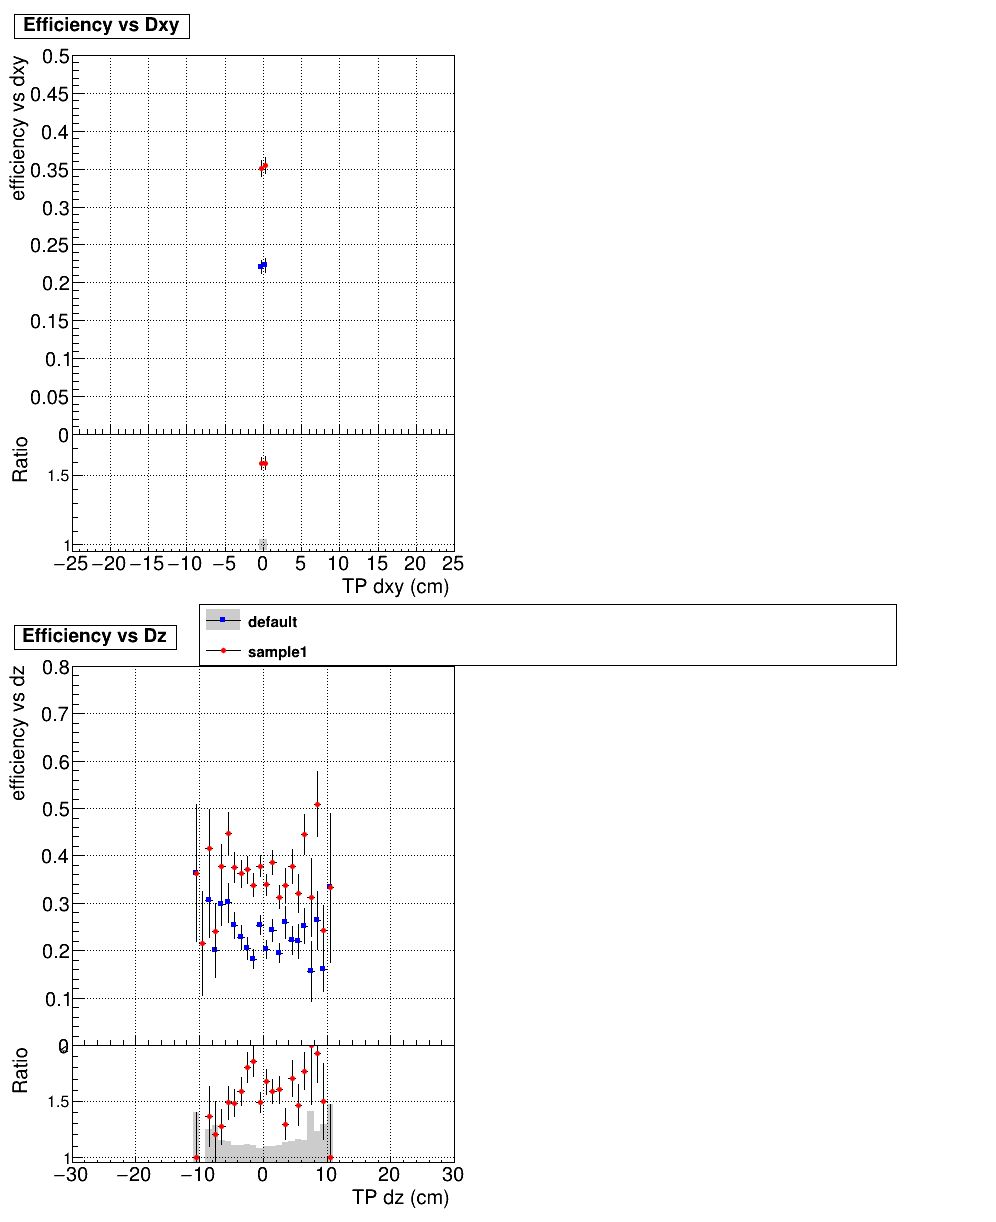 Efficiency vs Dxy
efficiency vs dxy
0.5
0.45
0.4
0.35
0.3
0.25
0.2
0.15
0.1
0.05
0
Ratio
1.5
1
−25 −20 −15 −10 −5 0 5 10 15 20 25
TP dxy (cm)
default
sample1
Efficiency vs Dz
efficiency vs dz
0.8
0.7
0.6
0.5
0.4
0.3
0.2
0.1
0
Ratio
2
1.5
1
−30 −20 −10 0 10 20 30
TP dz (cm)